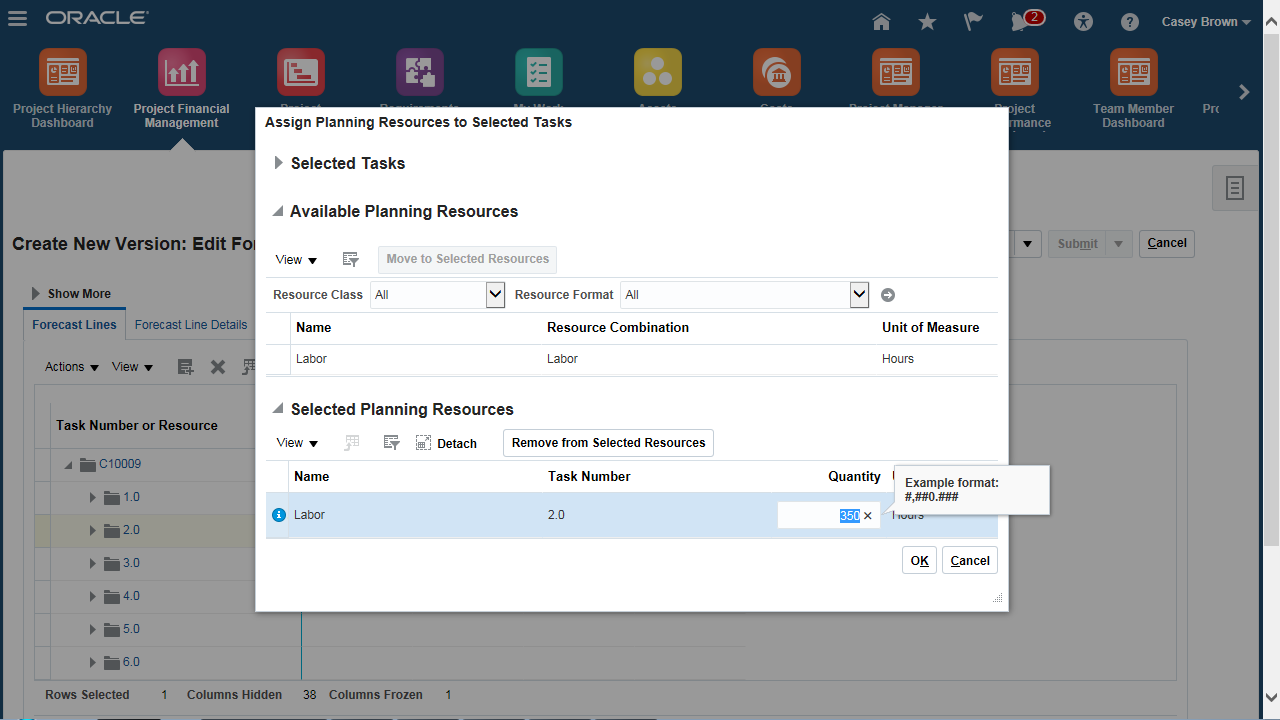 ORACLE
2
Casey Brown
Project Hierarchy
Dashboard
Project Financial
Management
Project
Requirements
My Work
Assets
Costs
Project Manager
Project
Team Member
Dashboard
Assign Planning Resources to Selected Tasks
Selected Tasks
Available Planning Resources
Create New Version: Edit
Submit
Cancel
View
Move to Selected Resources
Show More
Resource Class All
Resource Format All
Forecast Lines
Forecast Line Details
Name
Resource Combination
Unit of Measure
Labor
Labor
Hours
Actions
View
Selected Planning Resources
Task Number or Resource
View
Detach
Remove from Selected Resources
C10009
Name
Task Number
Quantity
Example format:
#,##0.###
1.0
Labor
2.0
350
Hours
2.0
3.0
OK
Cancel
4.0
5.0
6.0
Rows Selected 1 Columns Hidden 38 Columns Frozen 1